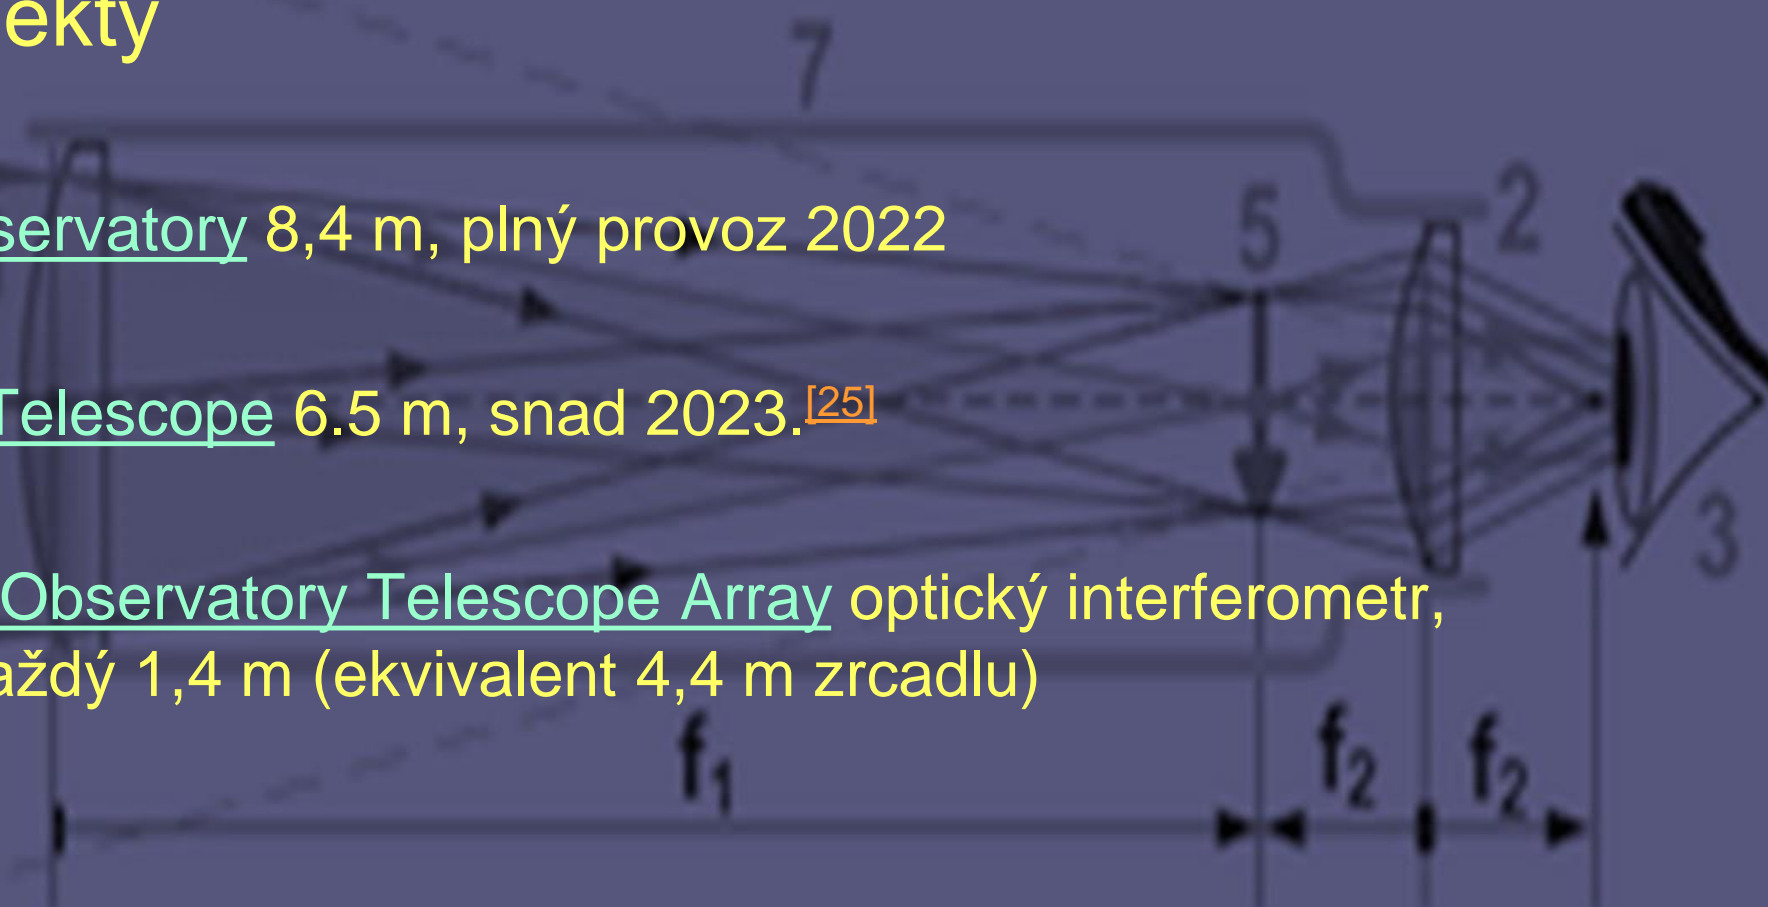 ekty
7
servatory 8,4 m, plný provoz 2022
5
2
Telescope 6.5 m, snad 2023.[25]
3
Observatory Telescope Array optický interferometr,
aždý 1,4 m (ekvivalent 4,4 m zrcadlu)
f1
f2
f2